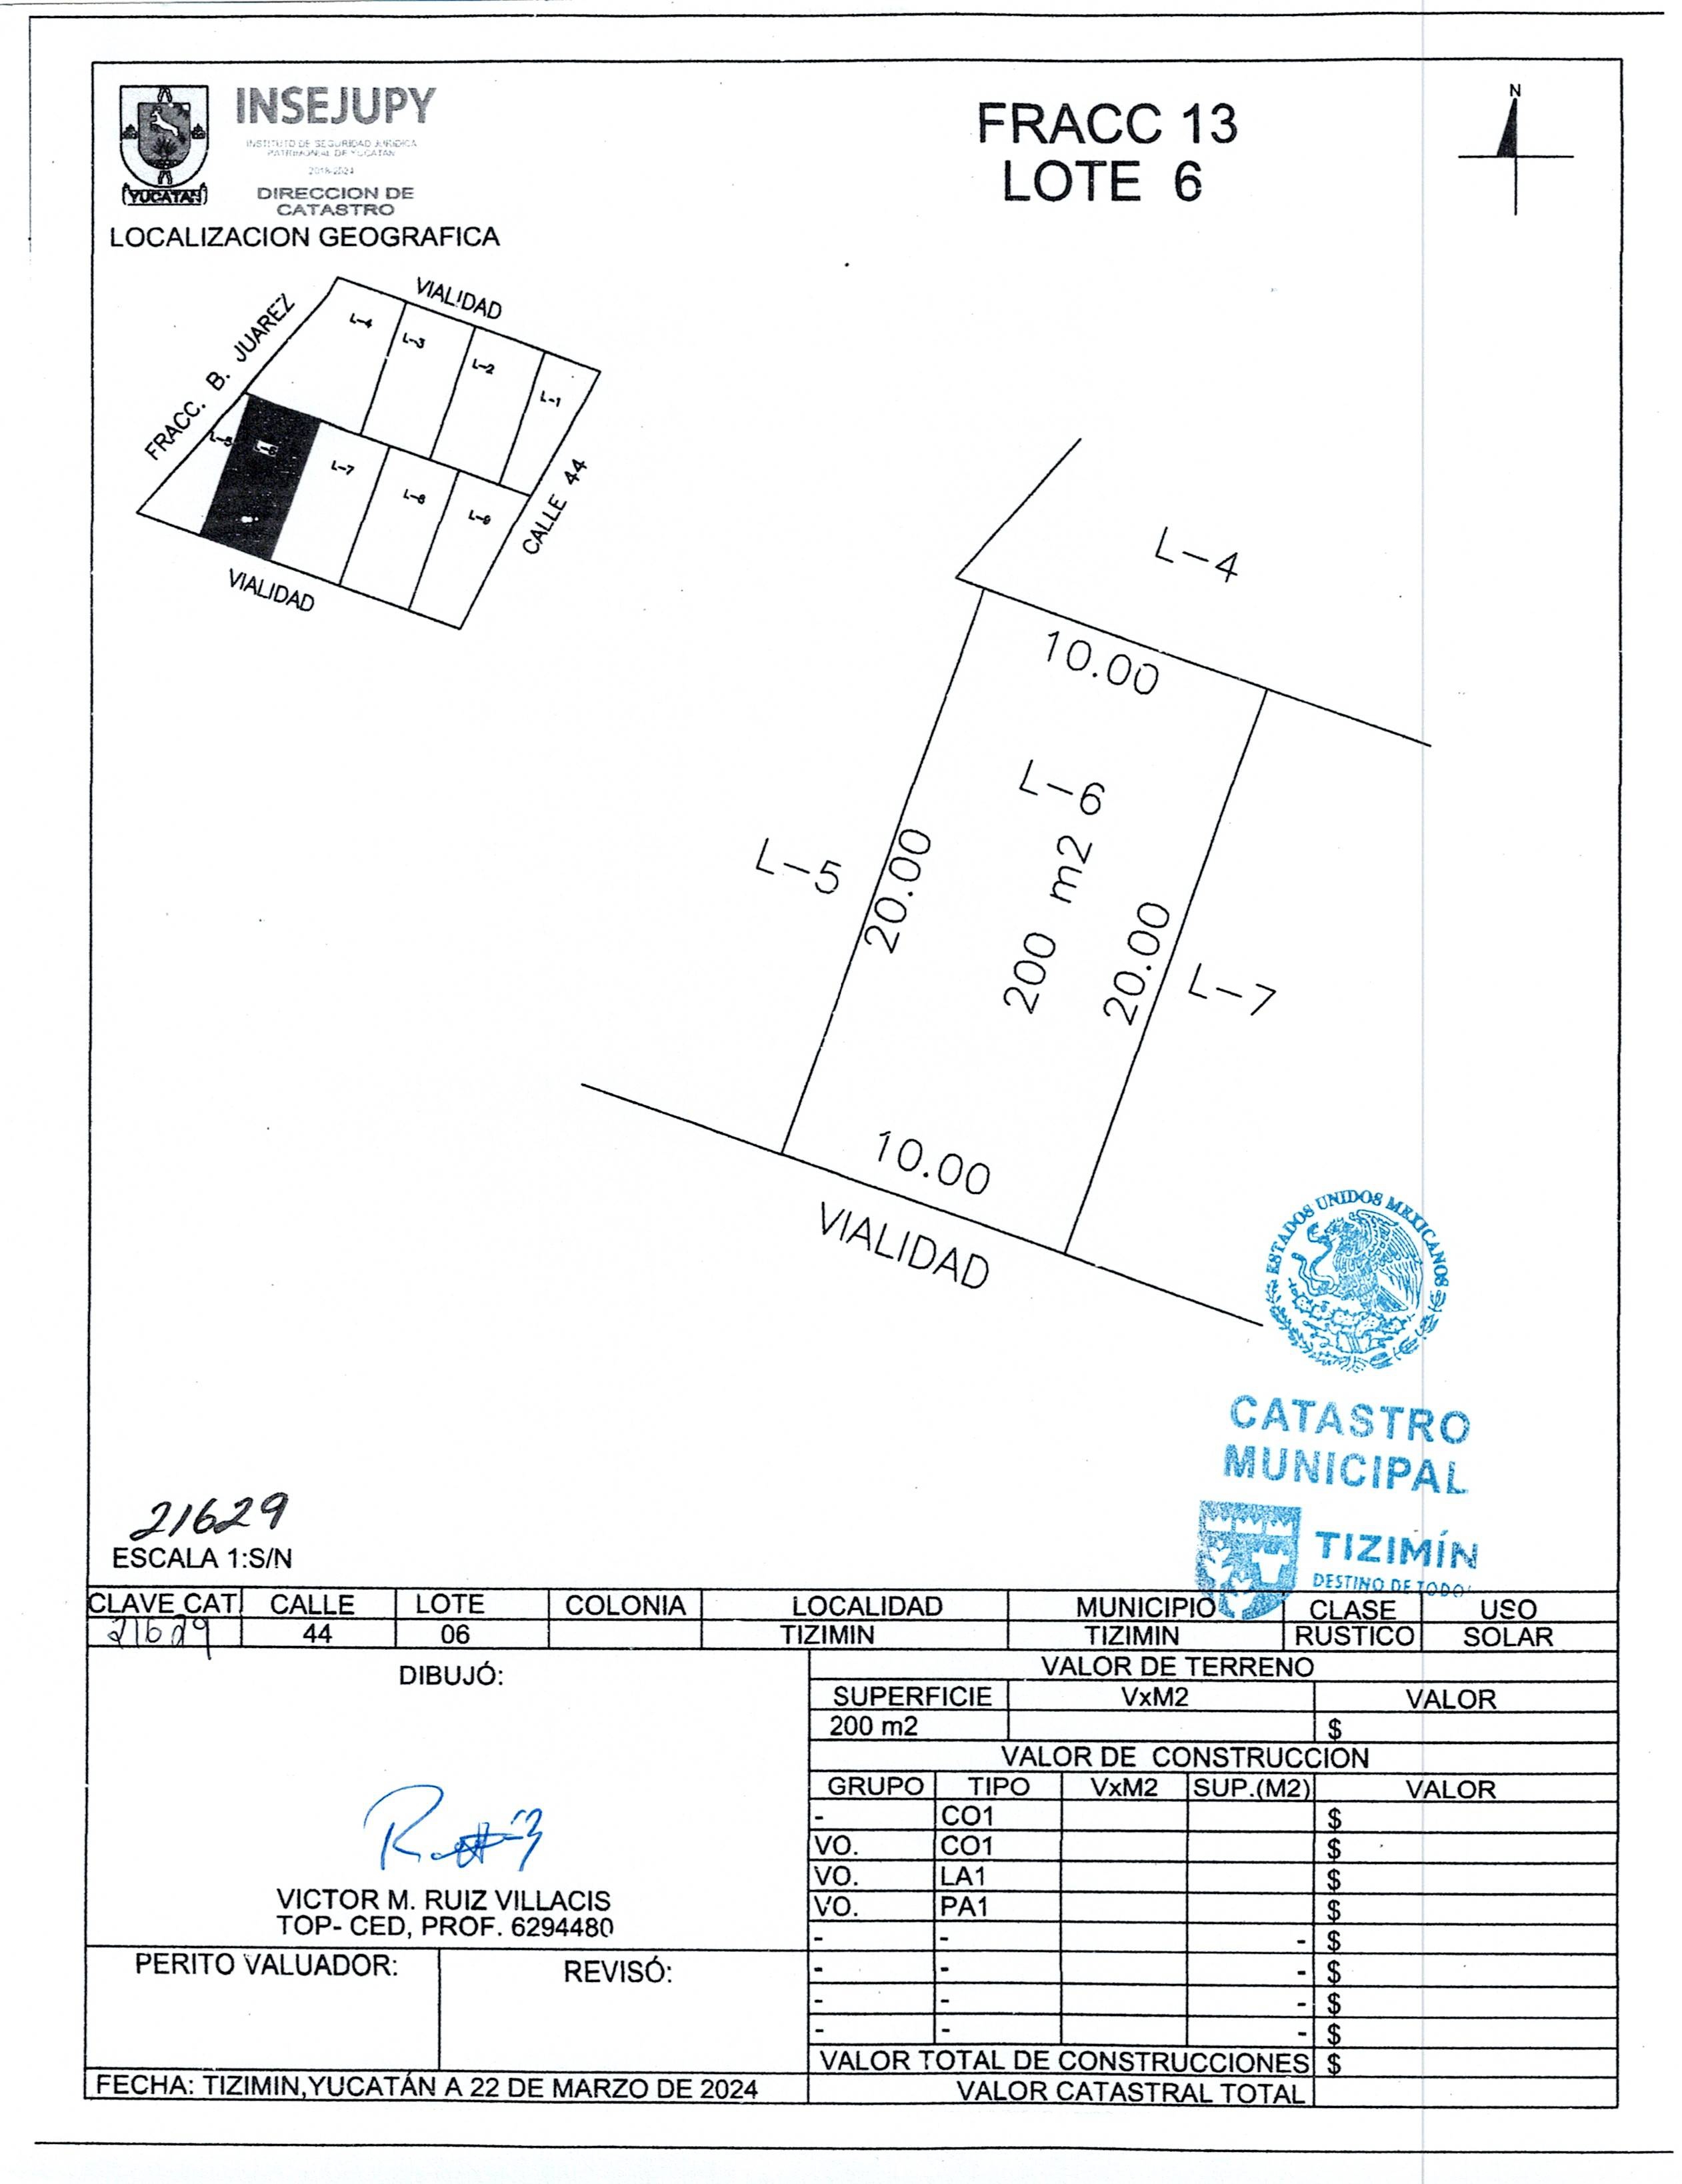 INSEJUPY
INSTITUTO DE SEGURIDAD JURIDICA
PATRIMONIAL DE YUCATAN
2018-2024
DIRECCION DE
CATASTRO
YUCATAN
LOCALIZACION GEOGRAFICA
FRACC 13
LOTE 6
N
VIALIDAD
FRACC. B. JUAREZ
L-4
L-3
L-2
L-1
L-5
L-6
L-7
L-8
L-9
CALLE 44
VIALIDAD
L-4
10.00
L-6
L-5
20.00
200 m2
20.00
L-7
10.00
VIALIDAD
ESTADOS UNIDOS MEXICANOS
CATASTRO
MUNICIPAL
TIZIMÍN
DESTINO DE TODO
21629
ESCALA 1:S/N
CLAVE CAT CALLE LOTE COLONIA LOCALIDAD MUNICIPIO CLASE USO
21629 44 06 TIZIMIN TIZIMIN RUSTICO SOLAR
DIBUJÓ:
VICTOR M. RUIZ VILLACIS
TOP- CED, PROF. 6294480
PERITO VALUADOR:
REVISÓ:
FECHA: TIZIMIN,YUCATÁN A 22 DE MARZO DE 2024
VALOR DE TERRENO
SUPERFICIE VxM2 VALOR
200 m2 $
VALOR DE CONSTRUCCION
GRUPO TIPO VxM2 SUP.(M2) VALOR
- CO1 $
VO. CO1 $
VO. LA1 $
VO. PA1 $
- - - $
- - - $
- - - $
- - - $
VALOR TOTAL DE CONSTRUCCIONES $
VALOR CATASTRAL TOTAL